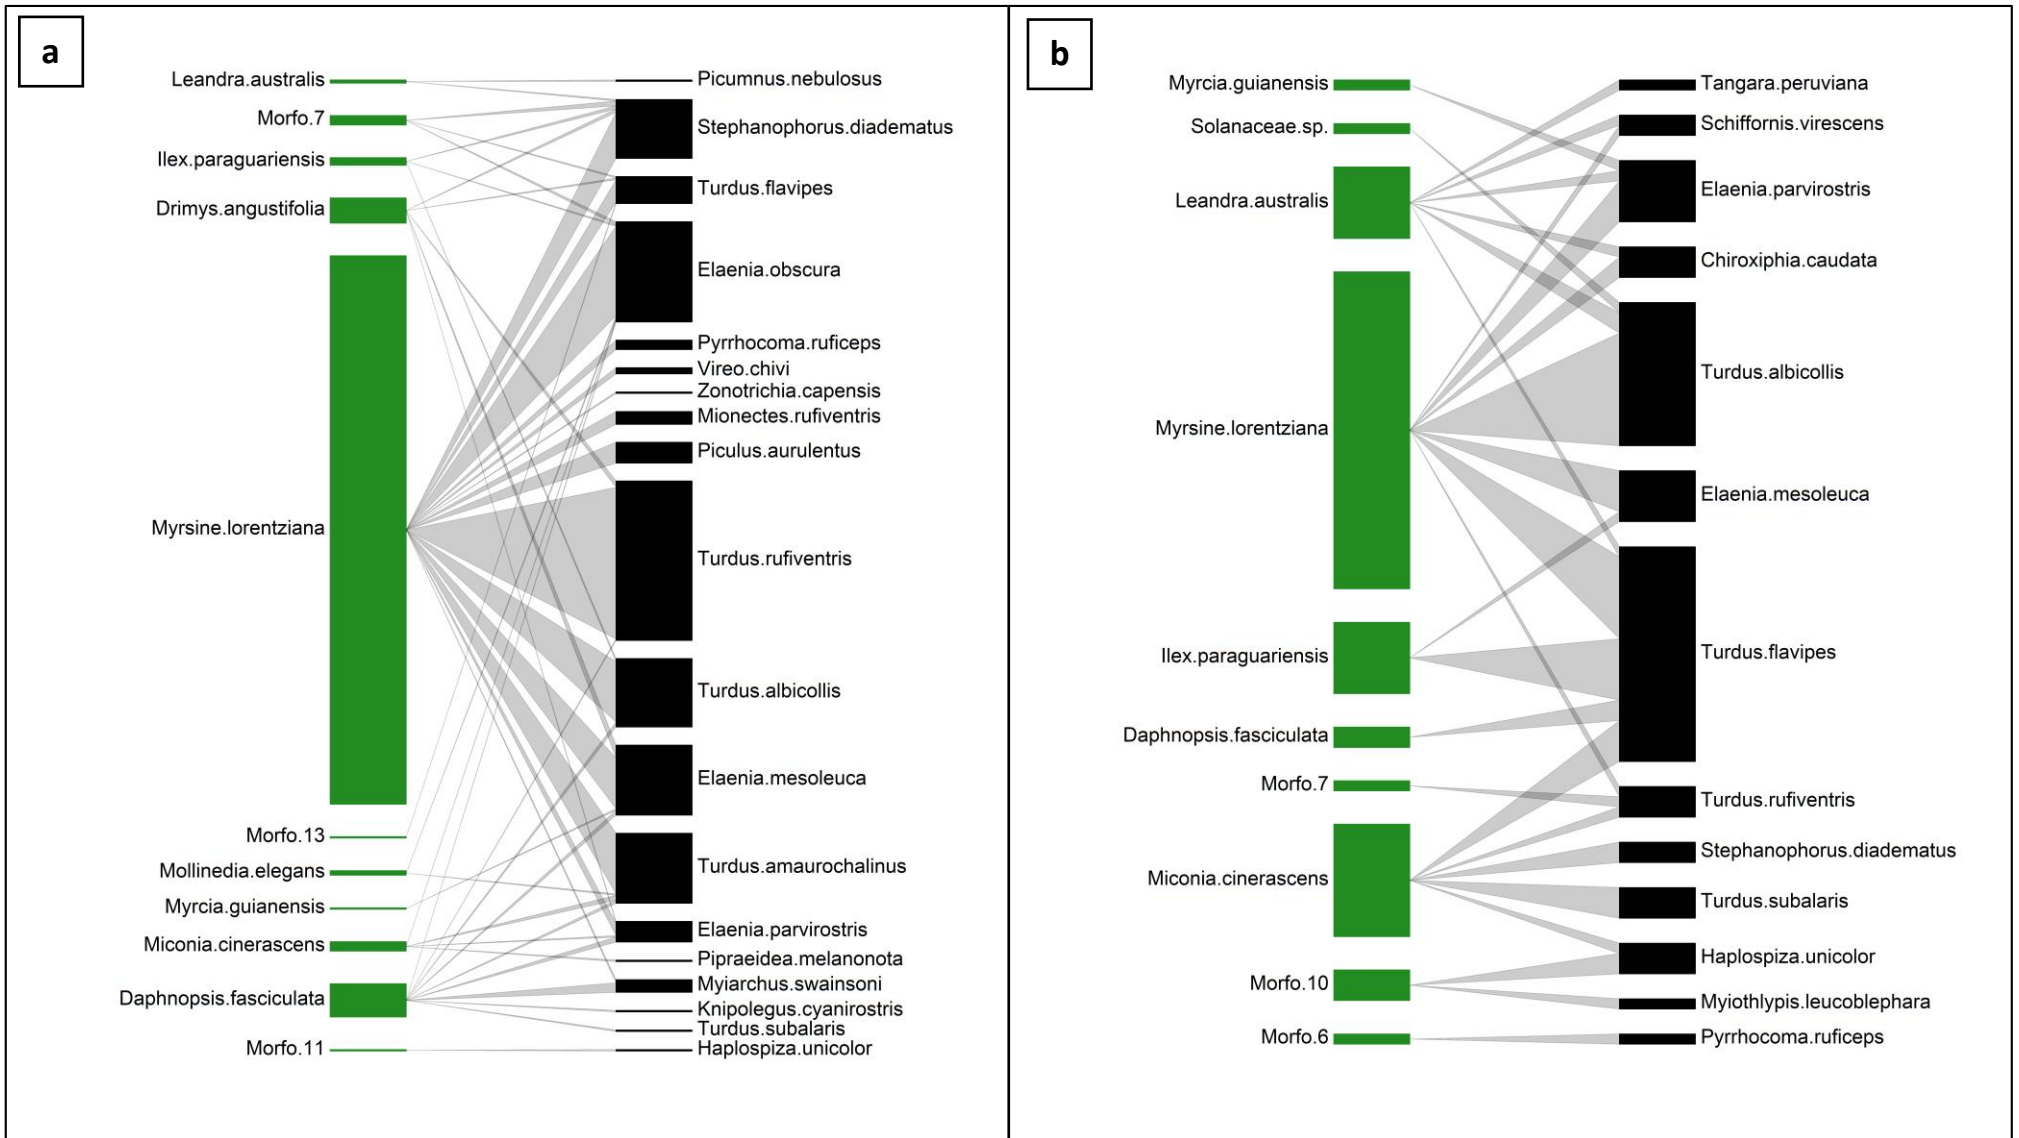 a
Leandra.australis
Morfo.7
Ilex.paraguariensis
Drimys.angustifolia
Myrsine.lorentziana
Morfo.13
Mollinedia.elegans
Myrcia.guianensis
Miconia.cinerascens
Daphnopsis.fasciculata
Morfo.11
Picumnus.nebulosus
Stephanophorus.diadematus
Turdus.flavipes
Elaenia.obscura
Pyrrhocoma.ruficeps
Vireo.chivi
Zonotrichia.capensis
Mionectes.rufiventris
Piculus.aurulentus
Turdus.rufiventris
Turdus.albicollis
Elaenia.mesoleuca
Turdus.amaurochalinus
Elaenia.parvirostris
Pipraeidea.melanonota
Myiarchus.swainsoni
Knipolegus.cyanirostris
Turdus.subalaris
Haplospiza.unicolor
b
Myrcia.guianensis
Solanaceae.sp.
Leandra.australis
Myrsine.lorentziana
Ilex.paraguariensis
Daphnopsis.fasciculata
Morfo.7
Miconia.cinerascens
Morfo.10
Morfo.6
Tangara.peruviana
Schiffornis.virescens
Elaenia.parvirostris
Chiroxiphia.caudata
Turdus.albicollis
Elaenia.mesoleuca
Turdus.flavipes
Turdus.rufiventris
Stephanophorus.diadematus
Turdus.subalaris
Haplospiza.unicolor
Myiothlypis.leucoblephara
Pyrrhocoma.ruficeps